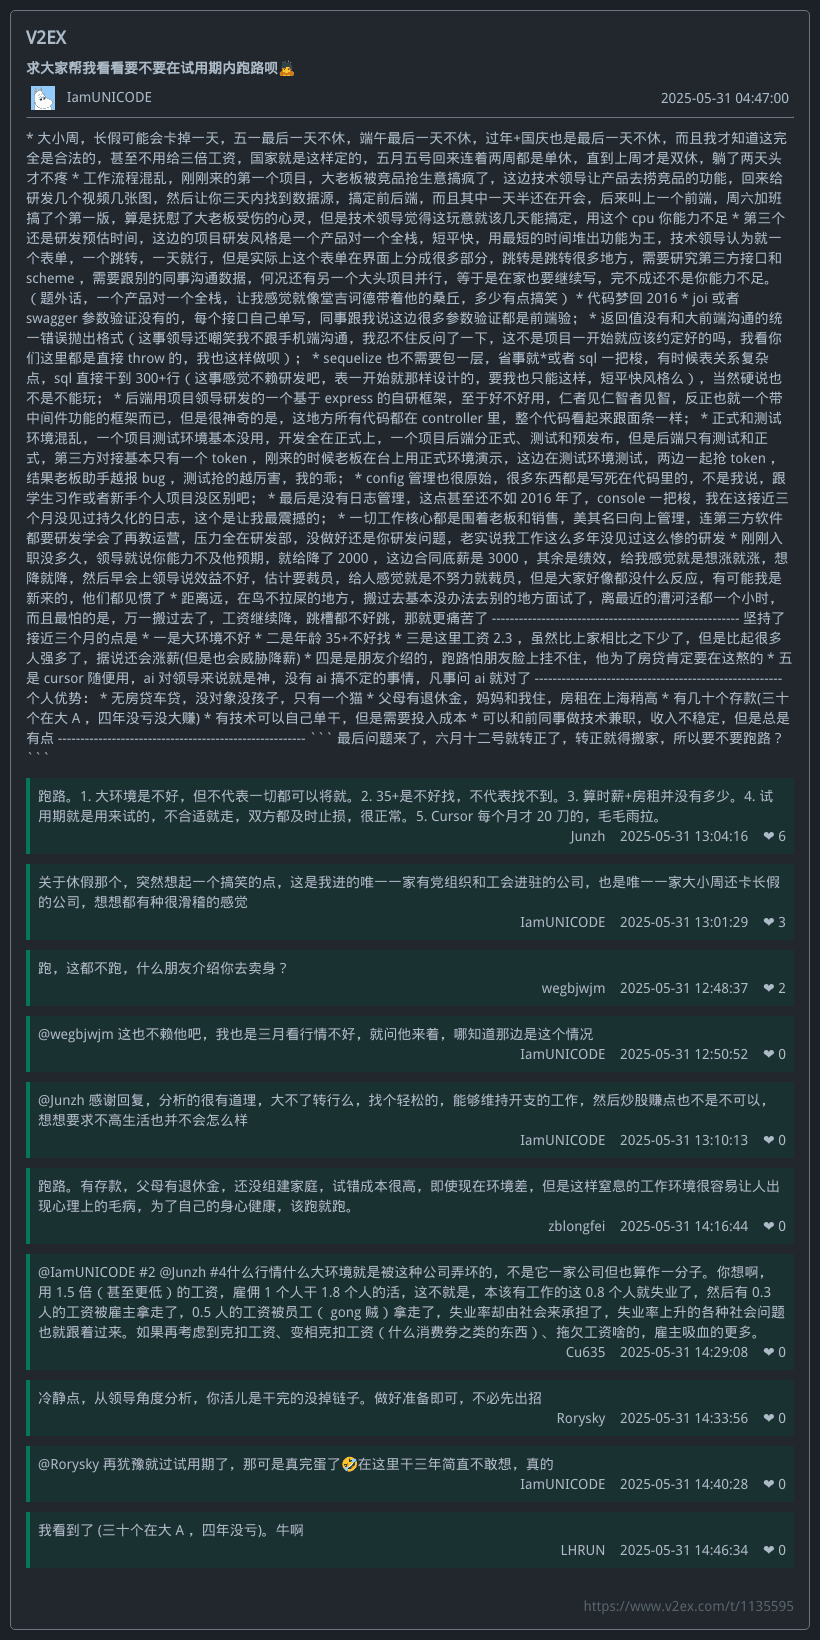 V2EX
求大家帮我看看要不要在试用期内跑路呗🙇
IamUNICODE 2025-05-31 04:47:00
* 大小周，长假可能会卡掉一天，五一最后一天不休，端午最后一天不休，过年+国庆也是最后一天不休，而且我才知道这完
全是合法的，甚至不用给三倍工资，国家就是这样定的，五月五号回来连着两周都是单休，直到上周才是双休，躺了两天头
才不疼 * 工作流程混乱，刚刚来的第一个项目，大老板被竞品抢生意搞疯了，这边技术领导让产品去捞竞品的功能，回来给
研发几个视频几张图，然后让你三天内找到数据源，搞定前后端，而且其中一天半还在开会，后来叫上一个前端，周六加班
搞了个第一版，算是抚慰了大老板受伤的心灵，但是技术领导觉得这玩意就该几天能搞定，用这个 cpu 你能力不足 * 第三个
还是研发预估时间，这边的项目研发风格是一个产品对一个全栈，短平快，用最短的时间堆出功能为王，技术领导认为就一
个表单，一个跳转，一天就行，但是实际上这个表单在界面上分成很多部分，跳转是跳转很多地方，需要研究第三方接口和
scheme ，需要跟别的同事沟通数据，何况还有另一个大头项目并行，等于是在家也要继续写，完不成还不是你能力不足。
（题外话，一个产品对一个全栈，让我感觉就像堂吉诃德带着他的桑丘，多少有点搞笑） * 代码梦回 2016 * joi 或者
swagger 参数验证没有的，每个接口自己单写，同事跟我说这边很多参数验证都是前端验； * 返回值没有和大前端沟通的统
一错误抛出格式（这事领导还嘲笑我不跟手机端沟通，我忍不住反问了一下，这不是项目一开始就应该约定好的吗，我看你
们这里都是直接 throw 的，我也这样做呗）； * sequelize 也不需要包一层，省事就*或者 sql 一把梭，有时候表关系复杂
点，sql 直接干到 300+行（这事感觉不赖研发吧，表一开始就那样设计的，要我也只能这样，短平快风格么），当然硬说也
不是不能玩； * 后端用项目领导研发的一个基于 express 的自研框架，至于好不好用，仁者见仁智者见智，反正也就一个带
中间件功能的框架而已，但是很神奇的是，这地方所有代码都在 controller 里，整个代码看起来跟面条一样； * 正式和测试
环境混乱，一个项目测试环境基本没用，开发全在正式上，一个项目后端分正式、测试和预发布，但是后端只有测试和正
式，第三方对接基本只有一个 token ，刚来的时候老板在台上用正式环境演示，这边在测试环境测试，两边一起抢 token ，
结果老板助手越报 bug ，测试抢的越厉害，我的乖； * config 管理也很原始，很多东西都是写死在代码里的，不是我说，跟
学生习作或者新手个人项目没区别吧； * 最后是没有日志管理，这点甚至还不如 2016 年了，console 一把梭，我在这接近三
个月没见过持久化的日志，这个是让我最震撼的； * 一切工作核心都是围着老板和销售，美其名曰向上管理，连第三方软件
都要研发学会了再教运营，压力全在研发部，没做好还是你研发问题，老实说我工作这么多年没见过这么惨的研发 * 刚刚入
职没多久，领导就说你能力不及他预期，就给降了 2000 ，这边合同底薪是 3000 ，其余是绩效，给我感觉就是想涨就涨，想
降就降，然后早会上领导说效益不好，估计要裁员，给人感觉就是不努力就裁员，但是大家好像都没什么反应，有可能我是
新来的，他们都见惯了 * 距离远，在鸟不拉屎的地方，搬过去基本没办法去别的地方面试了，离最近的漕河泾都一个小时，
而且最怕的是，万一搬过去了，工资继续降，跳槽都不好跳，那就更痛苦了 ------------------------------------------------------- 坚持了
接近三个月的点是 * 一是大环境不好 * 二是年龄 35+不好找 * 三是这里工资 2.3 ，虽然比上家相比之下少了，但是比起很多
人强多了，据说还会涨薪(但是也会威胁降薪) * 四是是朋友介绍的，跑路怕朋友脸上挂不住，他为了房贷肯定要在这熬的 * 五
是 cursor 随便用，ai 对领导来说就是神，没有 ai 搞不定的事情，凡事问 ai 就对了 -------------------------------------------------------
个人优势： * 无房贷车贷，没对象没孩子，只有一个猫 * 父母有退休金，妈妈和我住，房租在上海稍高 * 有几十个存款(三十
个在大 A ，四年没亏没大赚) * 有技术可以自己单干，但是需要投入成本 * 可以和前同事做技术兼职，收入不稳定，但是总是
有点 ------------------------------------------------------- ``` 最后问题来了，六月十二号就转正了，转正就得搬家，所以要不要跑路？
```
跑路。1. 大环境是不好，但不代表一切都可以将就。2. 35+是不好找，不代表找不到。3. 算时薪+房租并没有多少。4. 试
用期就是用来试的，不合适就走，双方都及时止损，很正常。5. Cursor 每个月才 20 刀的，毛毛雨拉。
Junzh 2025-05-31 13:04:16 ❤ 6
关于休假那个，突然想起一个搞笑的点，这是我进的唯一一家有党组织和工会进驻的公司，也是唯一一家大小周还卡长假
的公司，想想都有种很滑稽的感觉
IamUNICODE 2025-05-31 13:01:29 ❤ 3
跑，这都不跑，什么朋友介绍你去卖身？
wegbjwjm 2025-05-31 12:48:37 ❤ 2
@wegbjwjm 这也不赖他吧，我也是三月看行情不好，就问他来着，哪知道那边是这个情况
IamUNICODE 2025-05-31 12:50:52 ❤ 0
@Junzh 感谢回复，分析的很有道理，大不了转行么，找个轻松的，能够维持开支的工作，然后炒股赚点也不是不可以，
想想要求不高生活也并不会怎么样
IamUNICODE 2025-05-31 13:10:13 ❤ 0
跑路。有存款，父母有退休金，还没组建家庭，试错成本很高，即使现在环境差，但是这样窒息的工作环境很容易让人出
现心理上的毛病，为了自己的身心健康，该跑就跑。
zblongfei 2025-05-31 14:16:44 ❤ 0
@IamUNICODE #2 @Junzh #4什么行情什么大环境就是被这种公司弄坏的，不是它一家公司但也算作一分子。你想啊，
用 1.5 倍（甚至更低）的工资，雇佣 1 个人干 1.8 个人的活，这不就是，本该有工作的这 0.8 个人就失业了，然后有 0.3
人的工资被雇主拿走了，0.5 人的工资被员工（ gong 贼）拿走了，失业率却由社会来承担了，失业率上升的各种社会问题
也就跟着过来。如果再考虑到克扣工资、变相克扣工资（什么消费券之类的东西）、拖欠工资啥的，雇主吸血的更多。
Cu635 2025-05-31 14:29:08 ❤ 0
冷静点，从领导角度分析，你活儿是干完的没掉链子。做好准备即可，不必先出招
Rorysky 2025-05-31 14:33:56 ❤ 0
@Rorysky 再犹豫就过试用期了，那可是真完蛋了🤣在这里干三年简直不敢想，真的
IamUNICODE 2025-05-31 14:40:28 ❤ 0
我看到了 (三十个在大 A ，四年没亏)。牛啊
LHRUN 2025-05-31 14:46:34 ❤ 0
https://www.v2ex.com/t/1135595